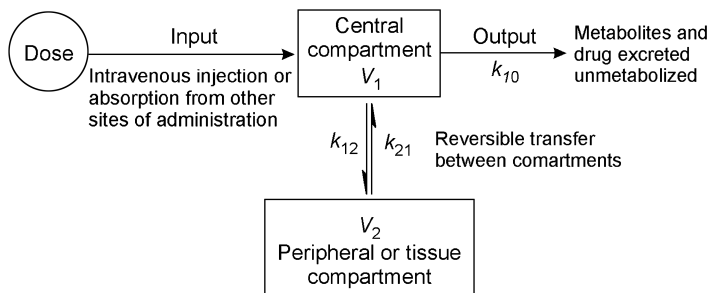 Dose
Input
Intravenous injection or
absorption from other
sites of administration
Central
compartment
V1
Output
k10
Metabolites and
drug excreted
unmetabolized
k12
k21
Reversible transfer
between comartments
V2
Peripheral or tissue
compartment